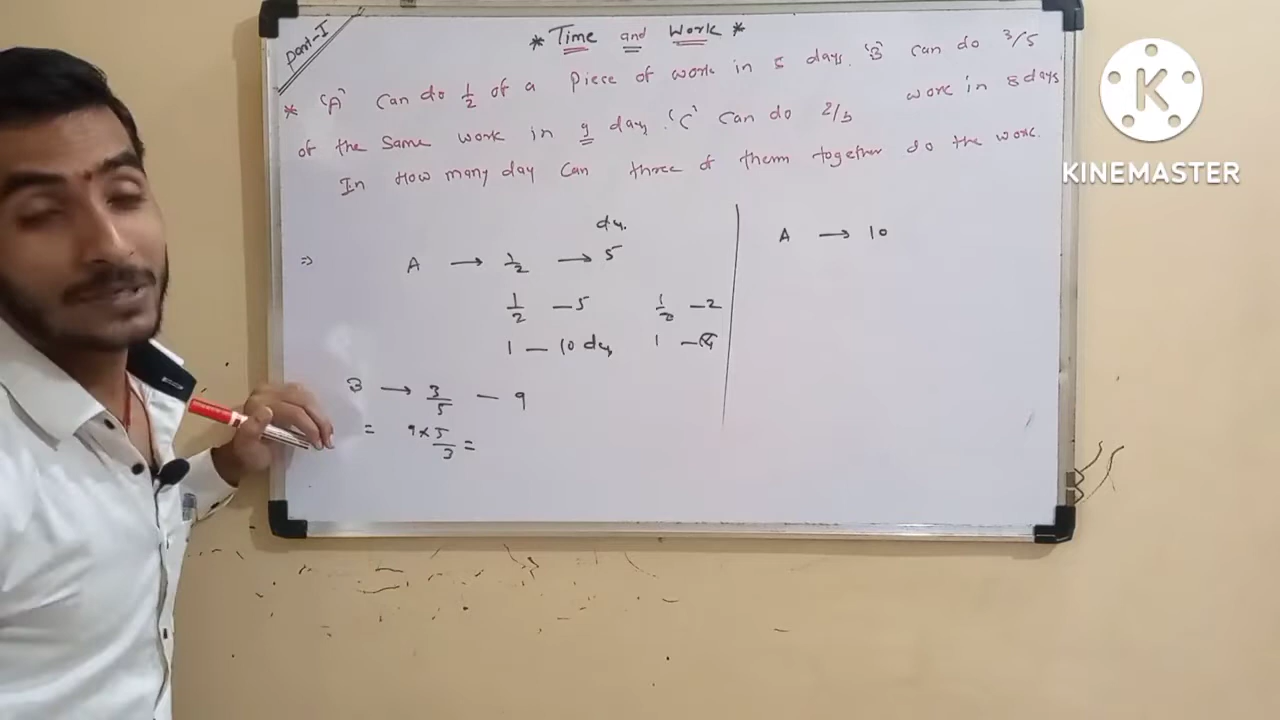 Part-I
* Time and Work *
* 'A' can do 1/2 of a piece of work in 5 days. 'B' can do 3/5
of the same work in 9 days. 'C' can do 2/3 work in 8 days
In How many day can three of them together do the work.
KINEMASTER
⇒ A → 1/2 → 5 da.
1/2 - 5
1 - 10 day
1/2 - 2
1 - 4
B → 3/5 - 9
= 9 × 5/3 =
A → 10